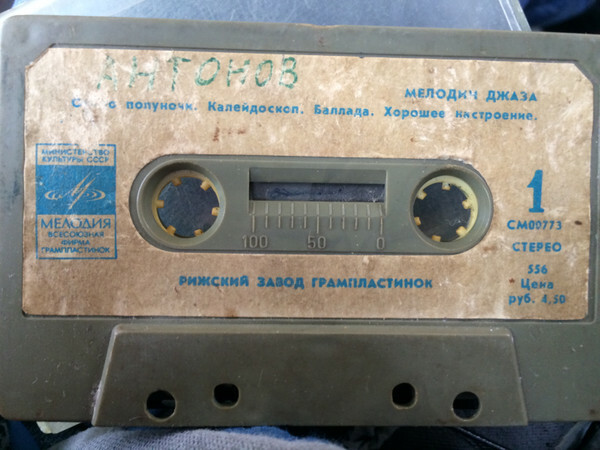 АНТОНОВ
МЕЛОДИИ ДЖАЗА
полуночи. Калейдоскоп. Баллада. Хорошее настроение.
МИНИСТЕРСТВО
КУЛЬТУРЫ СССР
МЕЛОДИЯ
ВСЕСОЮЗНАЯ
ФИРМА
ГРАМПЛАСТИНОК
1
СМ00773
СТЕРЕО
100 50 0
РИЖСКИЙ ЗАВОД ГРАМПЛАСТИНОК
556
Цена
руб. 4,50